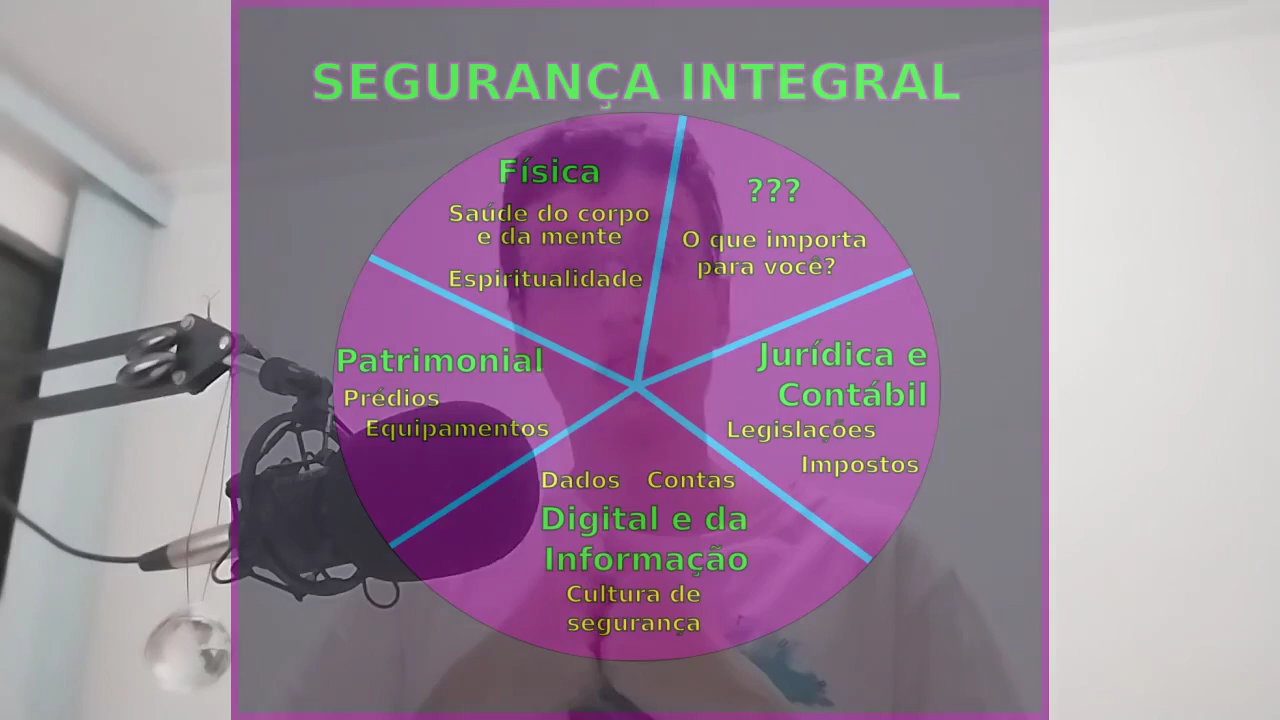 SEGURANÇA INTEGRAL
Física
Saúde do corpo
e da mente
Espiritualidade
???
O que importa
para você?
Patrimonial
Prédios
Equipamentos
Jurídica e
Contábil
Legislações
Impostos
Dados Contas
Digital e da
Informação
Cultura de
segurança